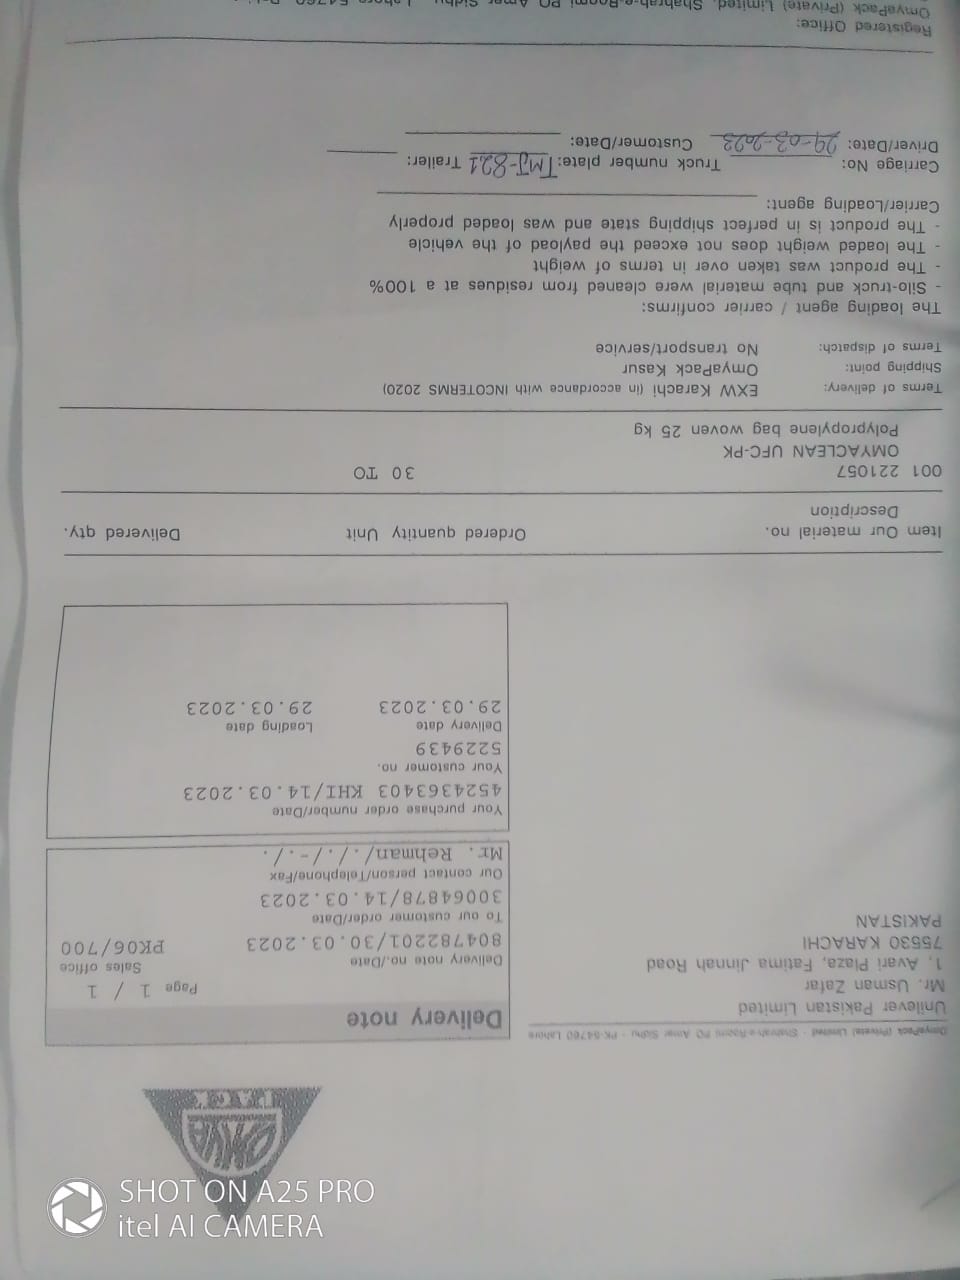 SHOT ON A25 PRO
itel AI CAMERA
OMYA
PACK
OmyaPack (Private) Limited - Shahrah-e-Roomi PO Amar Sidhu - PK-54760 Lahore
Unilever Pakistan Limited
Mr. Usman Zafar
1, Avari Plaza, Fatima Jinnah Road
75530 KARACHI
PAKISTAN
Delivery note
Page 1 / 1
Delivery note no./Date Sales office
804782201/30.03.2023 PK06/700
To our customer order/Date
30064878/14.03.2023
Our contact person/Telephone/Fax
Mr. Rehman/././-./.
Your purchase order number/Date
4524363403 KHI/14.03.2023
Your customer no.
5229439
Delivery date Loading date
29.03.2023 29.03.2023
Item Our material no. Ordered quantity Unit Delivered qty.
Description
001 221057 30 TO
OMYACLEAN UFC-PK
Polypropylene bag woven 25 kg
Terms of delivery: EXW Karachi (in accordance with INCOTERMS 2020)
Shipping point: OmyaPack Kasur
Terms of dispatch: No transport/service
The loading agent / carrier confirms:
- Silo-truck and tube material were cleaned from residues at a 100%
- The product was taken over in terms of weight
- The loaded weight does not exceed the payload of the vehicle
- The product is in perfect shipping state and was loaded properly
Carrier/Loading agent:
Carriage No: Truck number plate: TMJ-821 Trailer:
Driver/Date: 29-03-2023 Customer/Date:
Registered Office:
OmyaPack (Private) Limited, Shahrah-e-Roomi PO Amar Sidhu, Lahore 54760